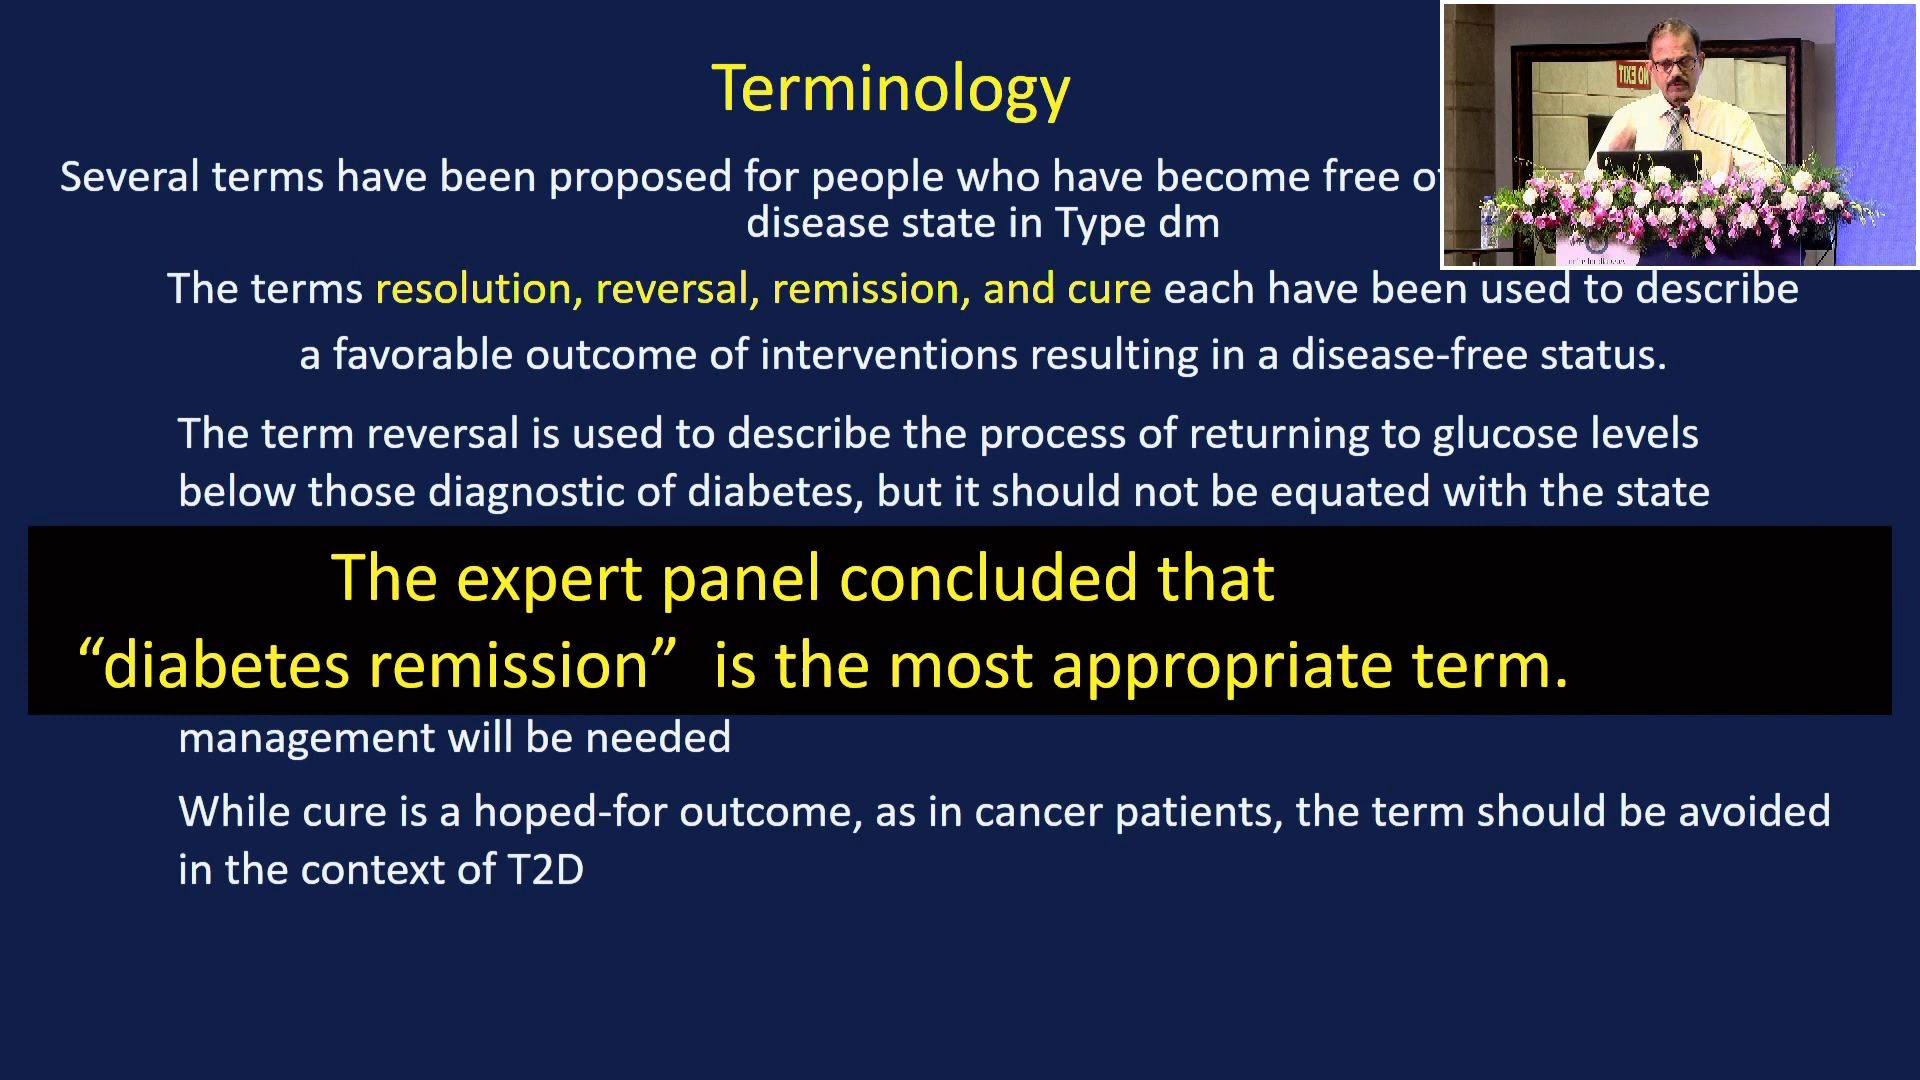 Terminology
Several terms have been proposed for people who have become free
disease state in Type dm
The terms resolution, reversal, remission, and cure each have been used to describe
a favorable outcome of interventions resulting in a disease-free status.
The term reversal is used to describe the process of returning to glucose levels
below those diagnostic of diabetes, but it should not be equated with the state
The expert panel concluded that
“diabetes remission” is the most appropriate term.
management will be needed
While cure is a hoped-for outcome, as in cancer patients, the term should be avoided
in the context of T2D
NO EXIT